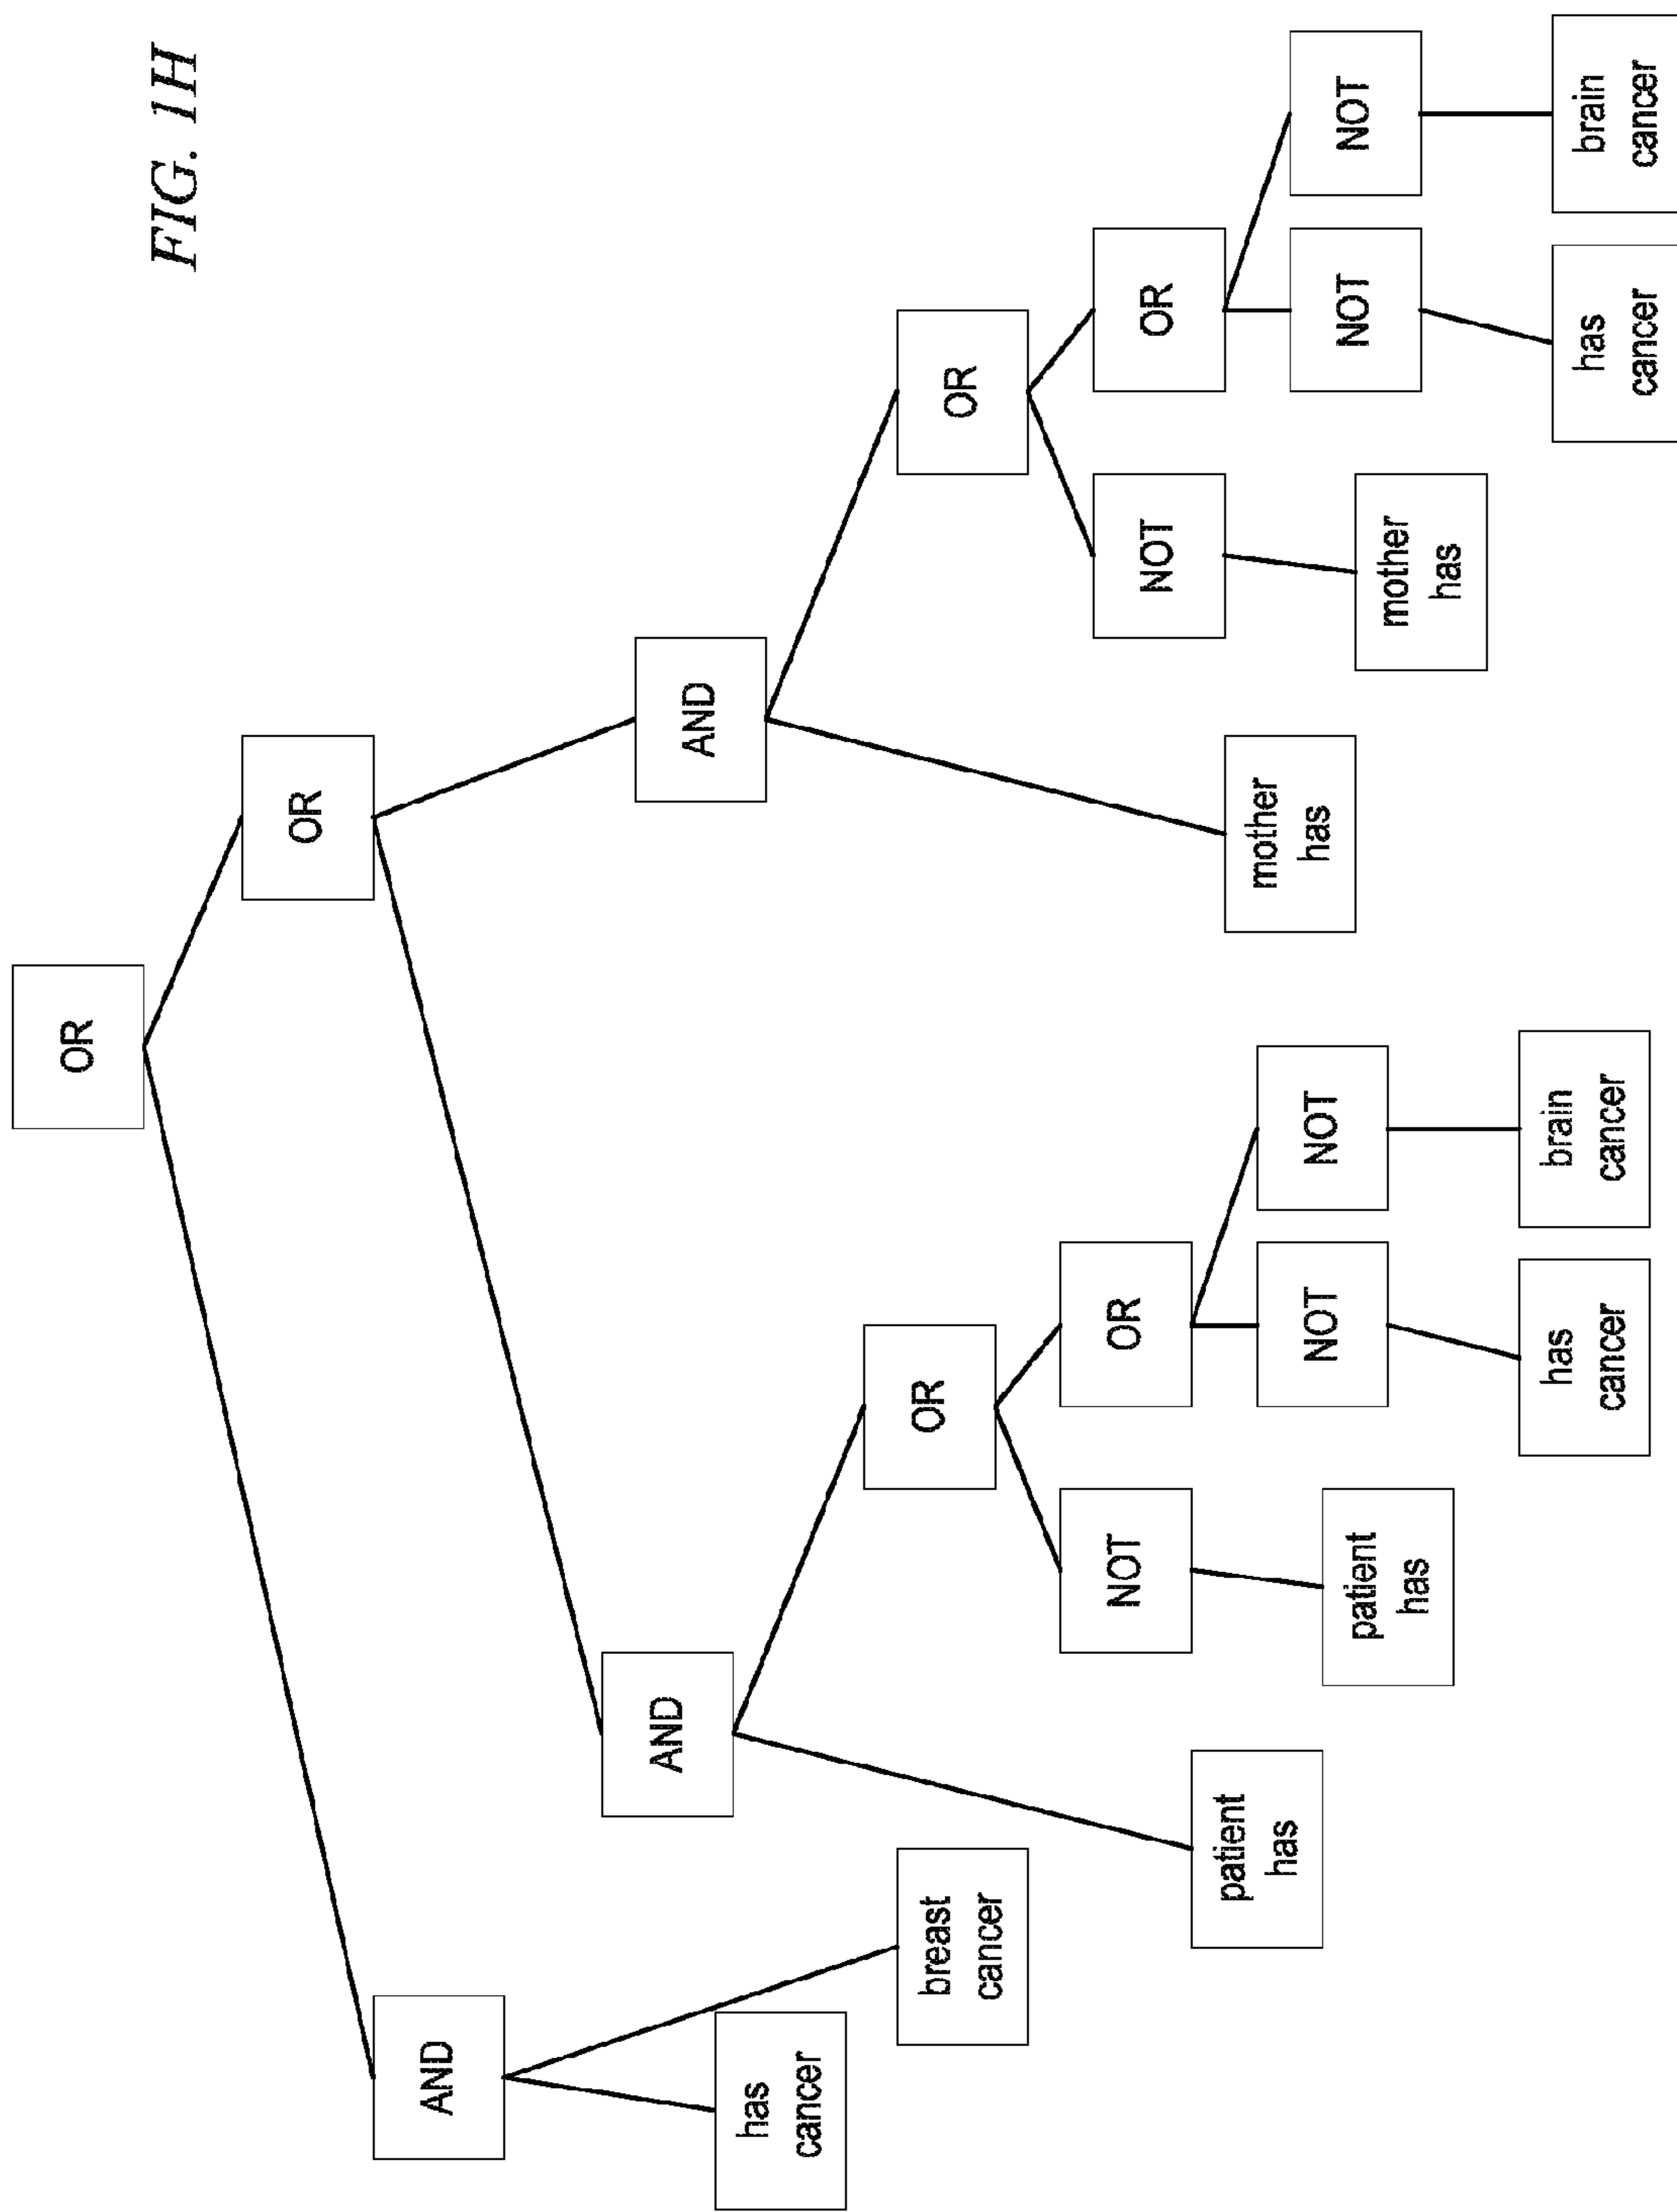 FIG. 1H
OR
AND
OR
has
cancer
breast
cancer
AND
AND
patient
has
OR
mother
has
OR
NOT
OR
NOT
OR
patient
has
NOT
NOT
mother
has
NOT
NOT
has
cancer
brain
cancer
has
cancer
brain
cancer